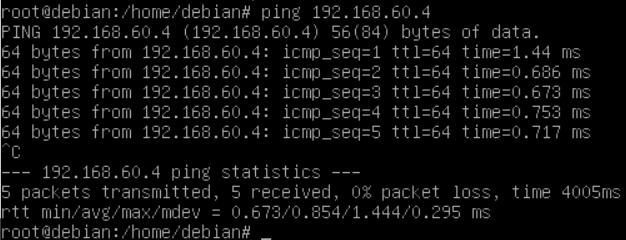 root@debian:/home/debian# ping 192.168.60.4
PING 192.168.60.4 (192.168.60.4) 56(84) bytes of data.
64 bytes from 192.168.60.4: icmp_seq=1 ttl=64 time=1.44 ms
64 bytes from 192.168.60.4: icmp_seq=2 ttl=64 time=0.686 ms
64 bytes from 192.168.60.4: icmp_seq=3 ttl=64 time=0.673 ms
64 bytes from 192.168.60.4: icmp_seq=4 ttl=64 time=0.753 ms
64 bytes from 192.168.60.4: icmp_seq=5 ttl=64 time=0.717 ms
^C
--- 192.168.60.4 ping statistics ---
5 packets transmitted, 5 received, 0% packet loss, time 4005ms
rtt min/avg/max/mdev = 0.673/0.854/1.444/0.295 ms
root@debian:/home/debian# _